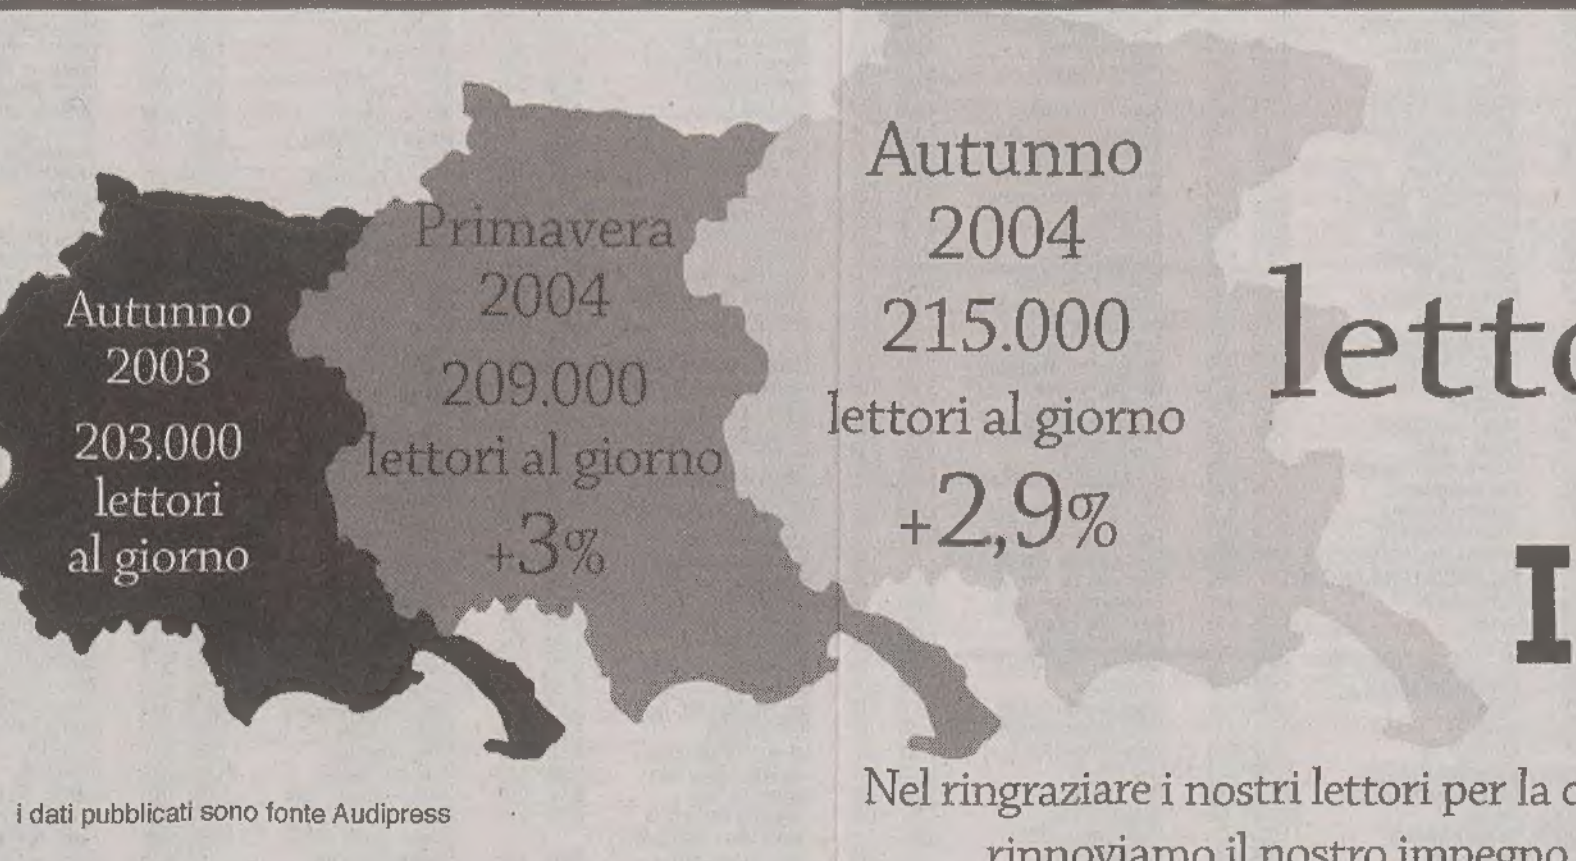 Autunno
2003
203.000
lettori
al giorno
Primavera
2004
209.000
lettori al giorno
+3%
Autunno
2004
215.000
lettori al giorno
+2,9%
i dati pubblicati sono fonte Audipress
Nel ringraziare i nostri lettori per la
rinnoviamo il nostro impegno